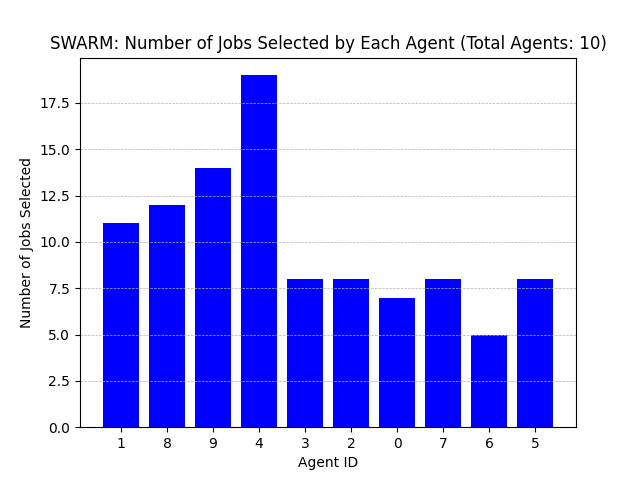 SWARM: Number of Jobs Selected by Each Agent (Total Agents: 10)
Number of Jobs Selected
17.5
15.0
12.5
10.0
7.5
5.0
2.5
0.0
1 8 9 4 3 2 0 7 6 5
Agent ID